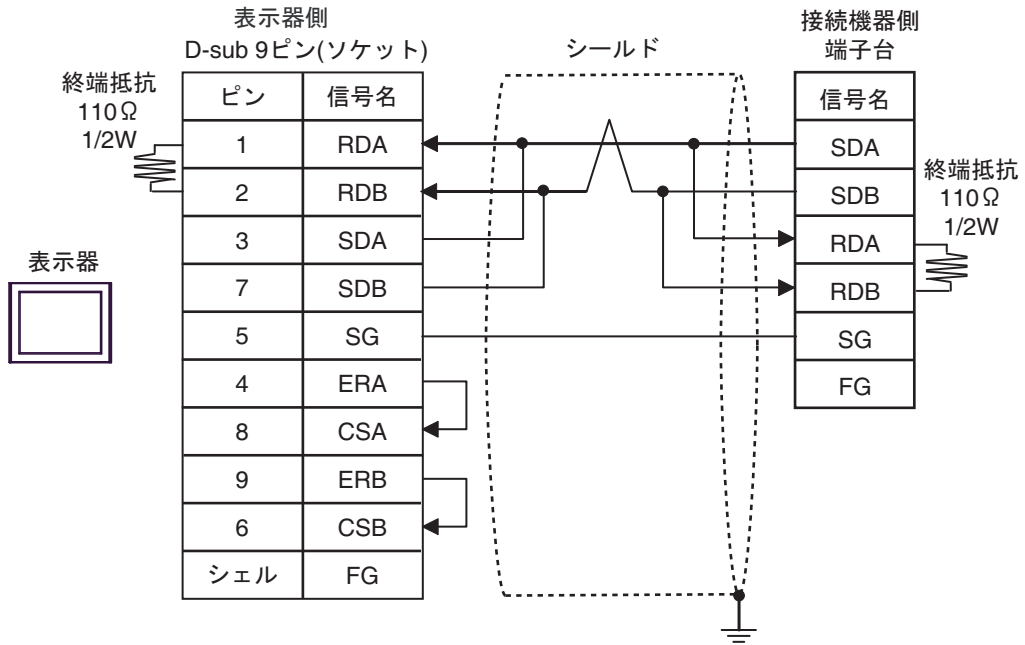 表示器側
D-sub 9ピン(ソケット)
シールド
接続機器側
端子台
終端抵抗
110Ω
1/2W
ピン 信号名
1 RDA
2 RDB
3 SDA
7 SDB
5 SG
4 ERA
8 CSA
9 ERB
6 CSB
シェル FG
表示器
信号名
SDA
SDB
RDA
RDB
SG
FG
終端抵抗
110Ω
1/2W